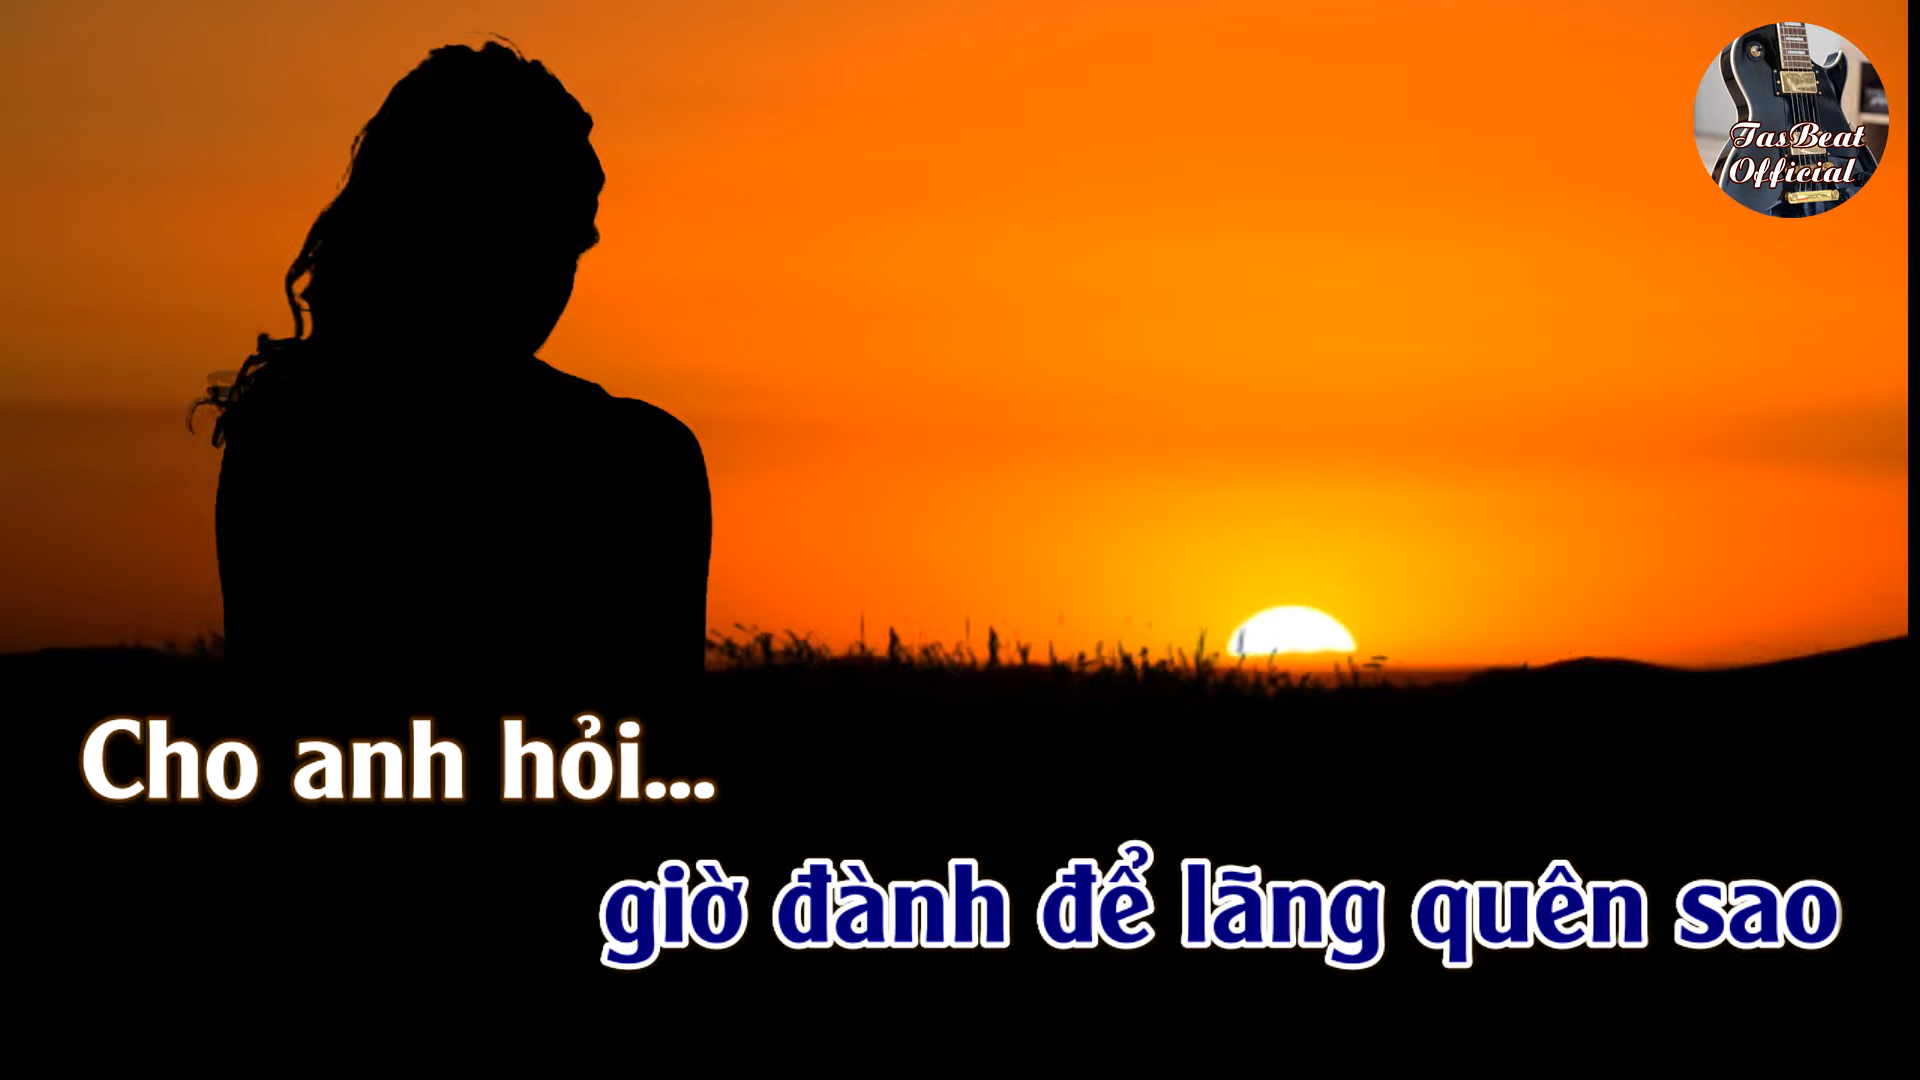 TasBeat
Official
Cho anh hỏi...
giờ đành để lãng quên sao